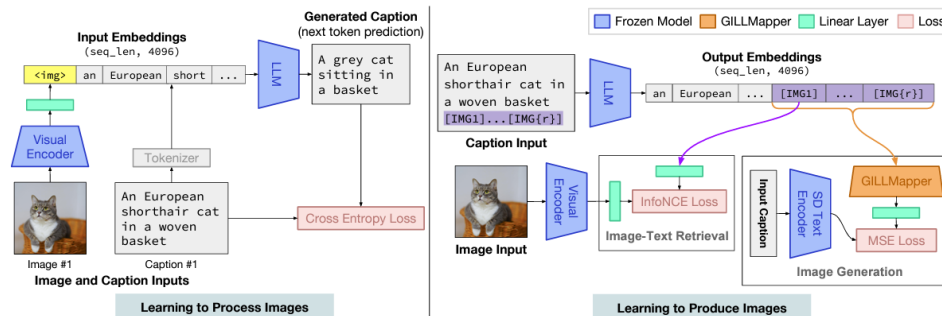 Input Embeddings
(seq_len, 4096)
<img> an European short ...
Visual
Encoder
Tokenizer
An European
shorthair cat
in a woven
basket
Image #1
Caption #1
Image and Caption Inputs
LLM
Generated Caption
(next token prediction)
A grey cat
sitting in
a basket
Cross Entropy Loss
Learning to Process Images
Frozen Model
GILLMapper
Linear Layer
Loss
An European
shorthair cat in
a woven basket
[IMG1]...[IMG{r}]
Caption Input
LLM
Output Embeddings
(seq_len, 4096)
an European ... [IMG1] ... [IMG{r}]
Image Input
Visual
Encoder
InfoNCE Loss
Image-Text Retrieval
Input Caption
SD Text
Encoder
GILLMapper
MSE Loss
Image Generation
Learning to Produce Images